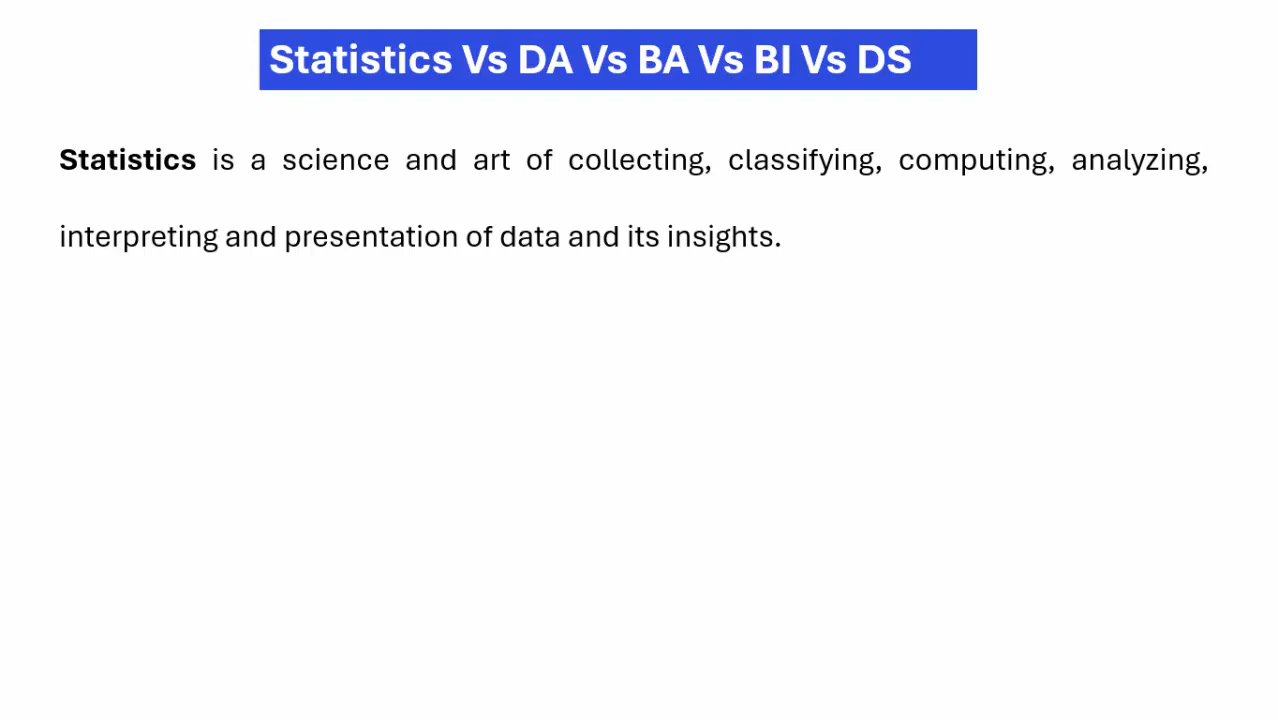 Statistics Vs DA Vs BA Vs BI Vs DS
Statistics is a science and art of collecting, classifying, computing, analyzing,
interpreting and presentation of data and its insights.